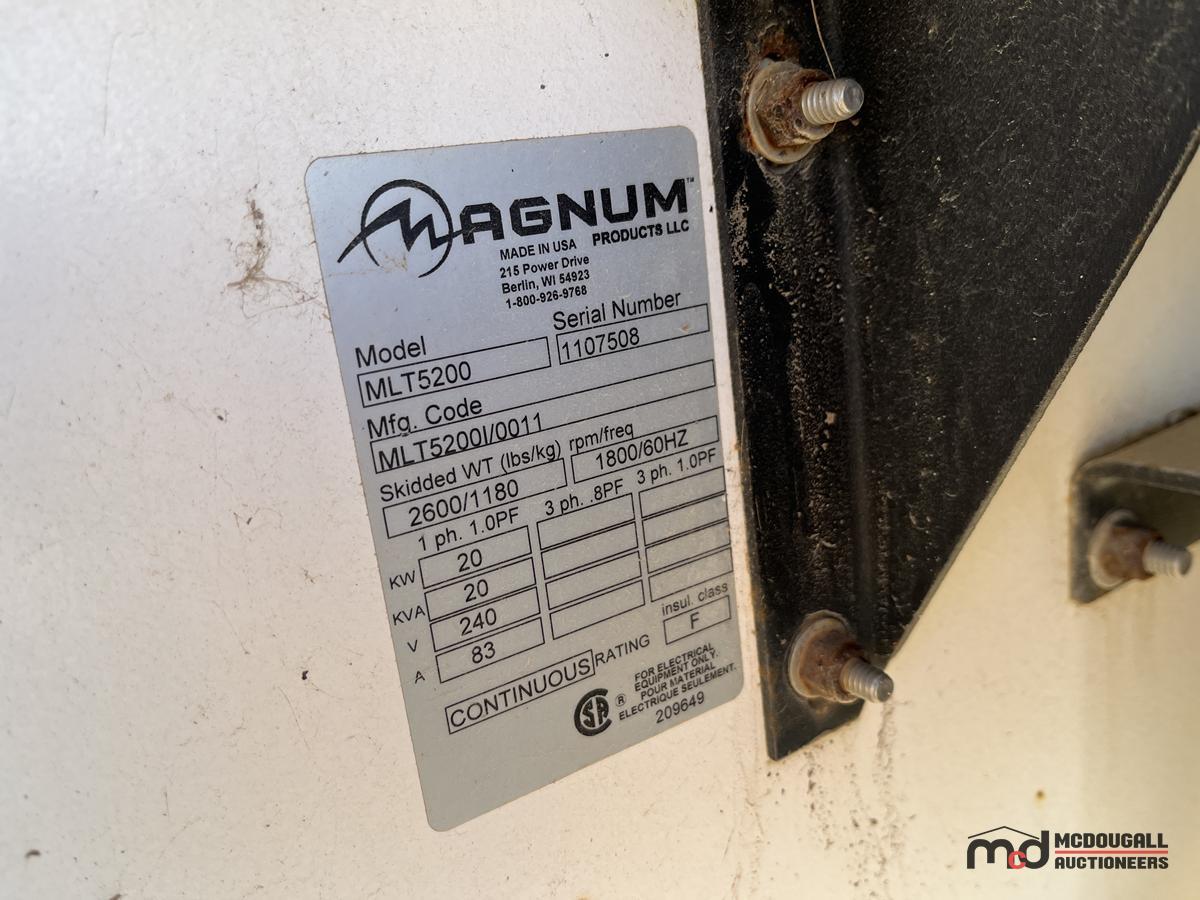 MAGNUM™
PRODUCTS LLC
MADE IN USA
215 Power Drive
Berlin, WI 54923
1-800-926-9768
Model Serial Number
MLT5200 1107508
Mfg. Code
MLT5200I/0011
Skidded WT (lbs/kg) rpm/freq
2600/1180 1800/60HZ
1 ph. 1.0PF 3 ph. .8PF 3 ph. 1.0PF
KW 20
KVA 20
V 240
A 83
insul. class
F
CONTINUOUS RATING
SA ®
FOR ELECTRICAL
EQUIPMENT ONLY.
POUR MATERIAL
ELECTRIQUE SEULEMENT.
209649
mcd MCDOUGALL
AUCTIONEERS